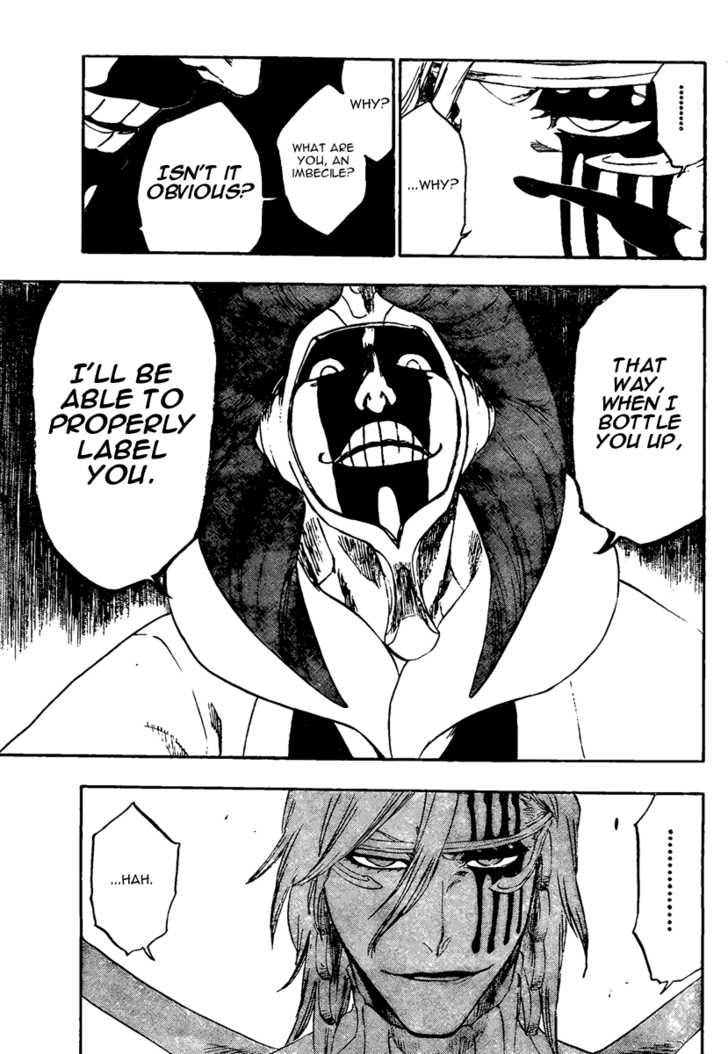 ..........
...WHY?
WHY?
WHAT ARE
YOU, AN
IMBECILE?
ISN'T IT
OBVIOUS?
THAT
WAY,
WHEN I
BOTTLE
YOU UP,
I'LL BE
ABLE TO
PROPERLY
LABEL
YOU.
..........
...HAH.